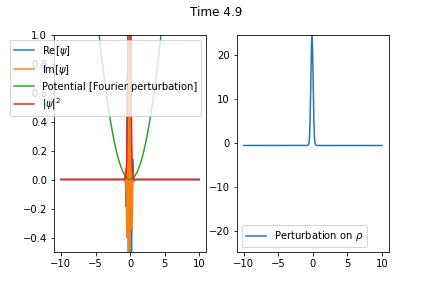 Time 4.9
1.0
0.8
0.6
0.4
0.2
0.0
−0.2
−0.4
Re[ψ]
Im[ψ]
Potential [Fourier perturbation]
|ψ|²
−10 −5 0 5 10
20
10
0
−10
−20
Perturbation on ρ
−10 −5 0 5 10